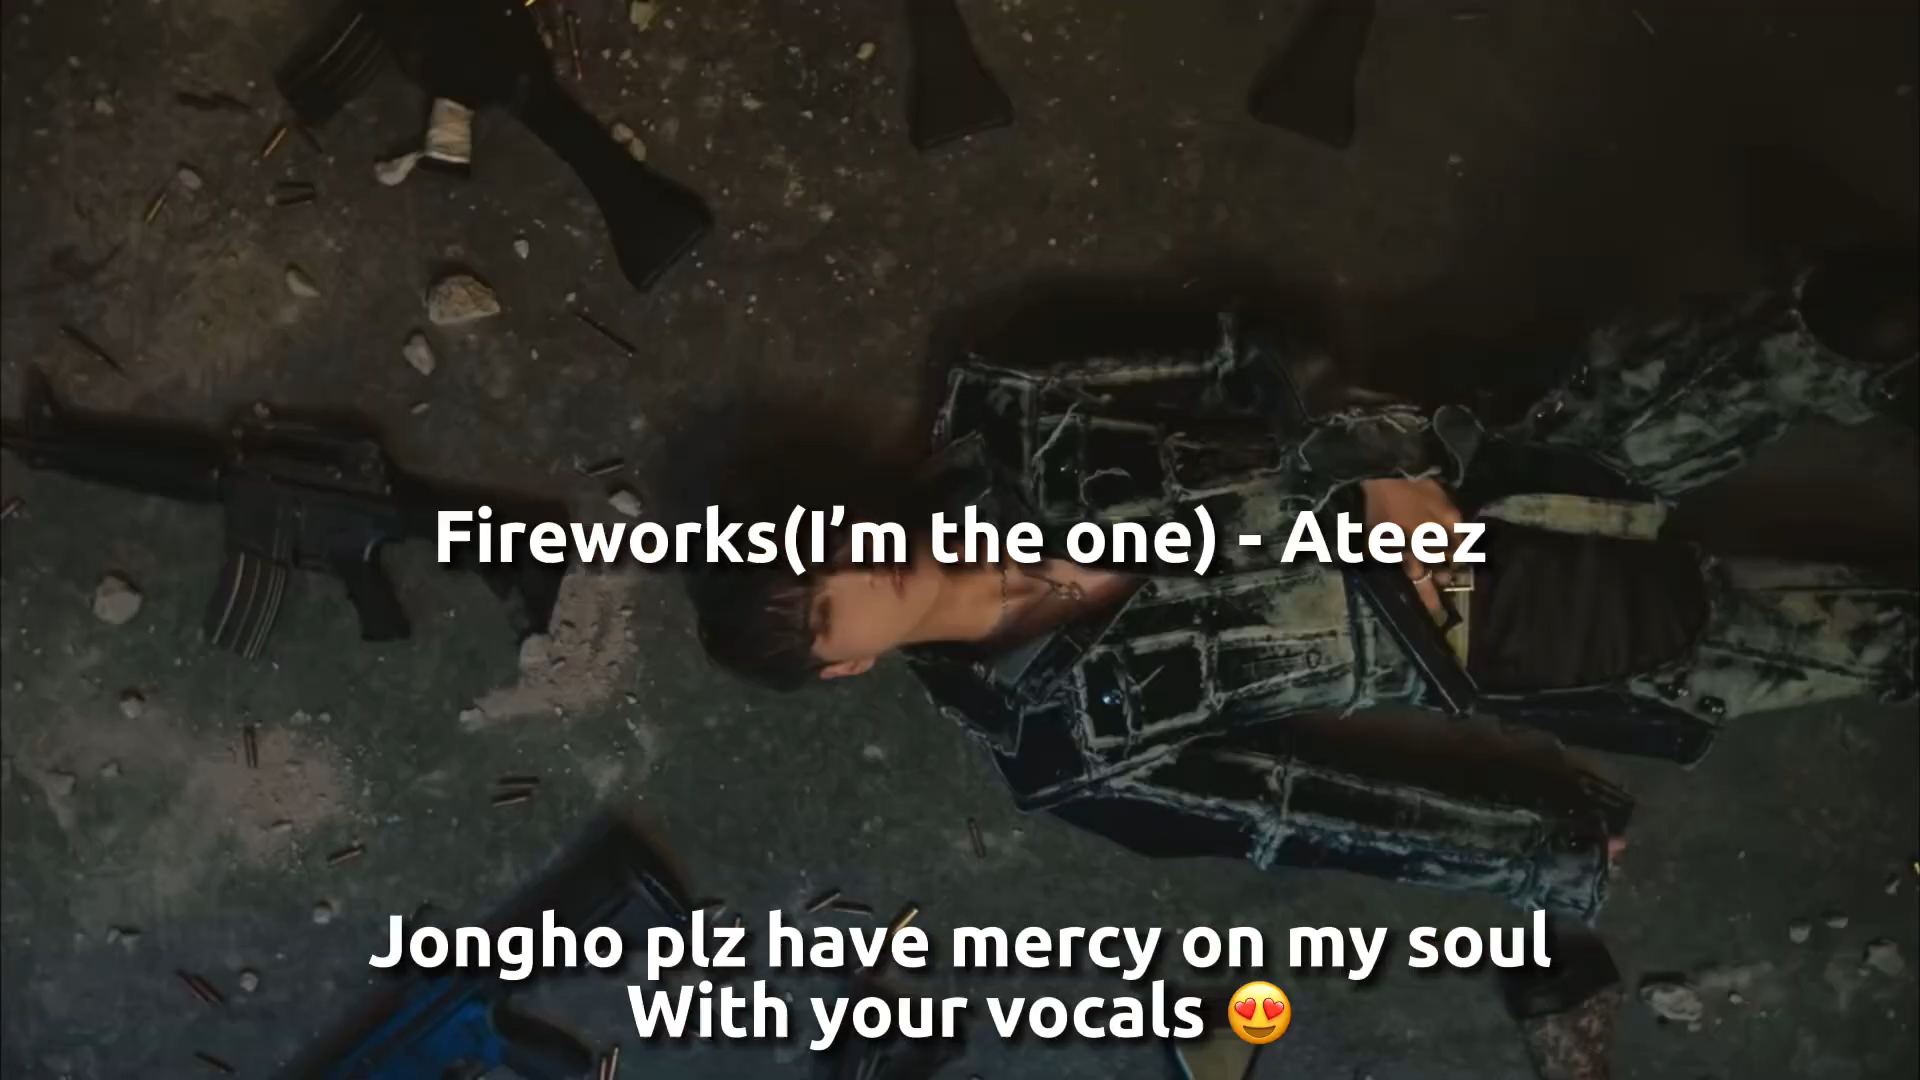 Fireworks(I’m the one) - Ateez
Jongho plz have mercy on my soul
With your vocals 😍